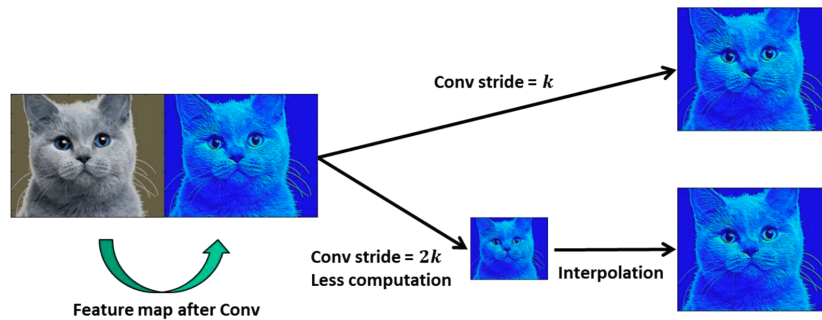 Conv stride = k
Conv stride = 2k
Less computation
Interpolation
Feature map after Conv